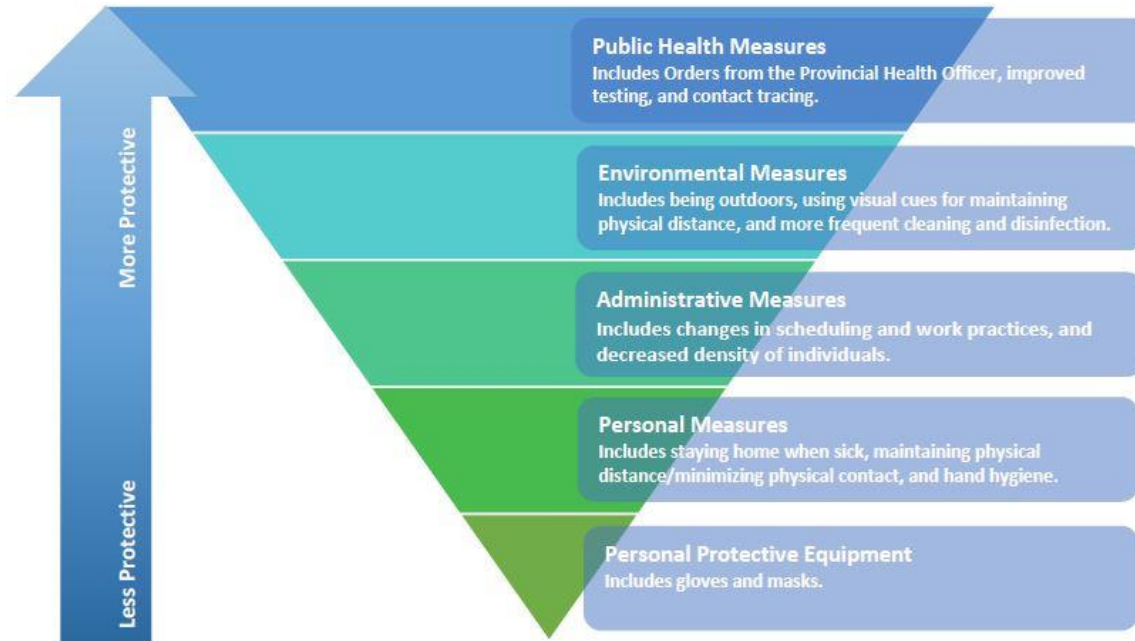 More Protective
Less Protective
Public Health Measures
Includes Orders from the Provincial Health Officer, improved
testing, and contact tracing.
Environmental Measures
Includes being outdoors, using visual cues for maintaining
physical distance, and more frequent cleaning and disinfection.
Administrative Measures
Includes changes in scheduling and work practices, and
decreased density of individuals.
Personal Measures
Includes staying home when sick, maintaining physical
distance/minimizing physical contact, and hand hygiene.
Personal Protective Equipment
Includes gloves and masks.